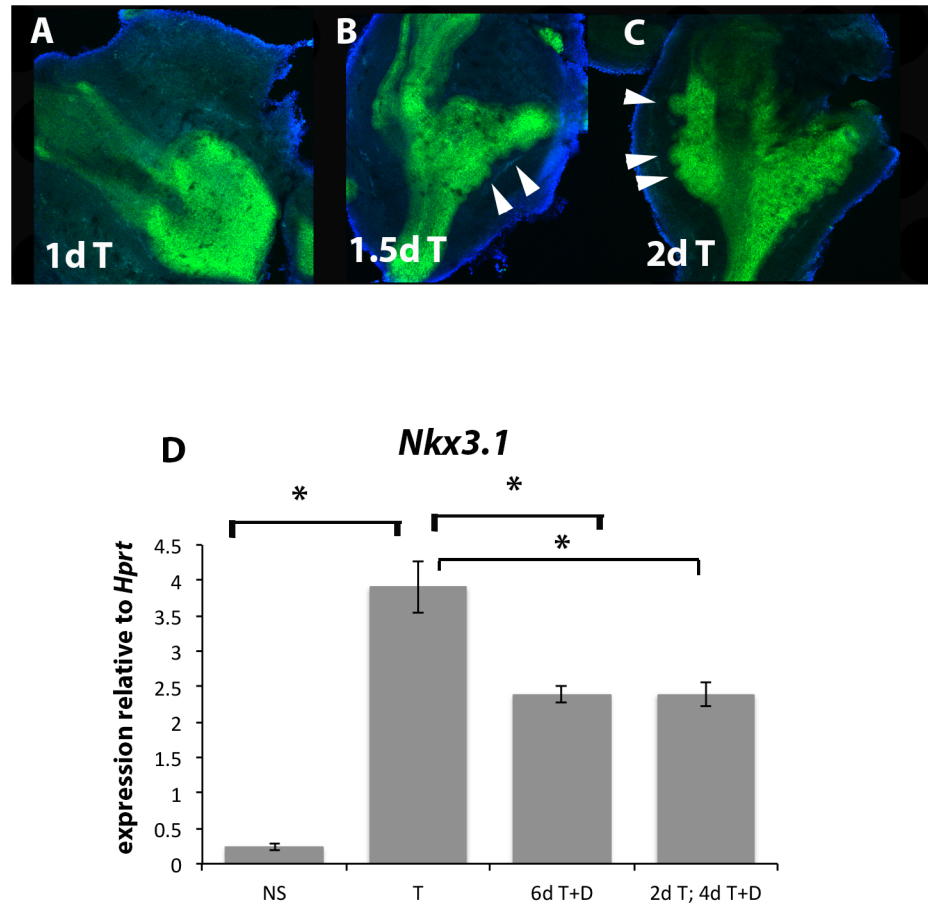 A
B
C
1d T
1.5d T
2d T
D
Nkx3.1
*
*
*
expression relative to Hprt
4.5
4
3.5
3
2.5
2
1.5
1
0.5
0
NS T 6d T+D 2d T; 4d T+D